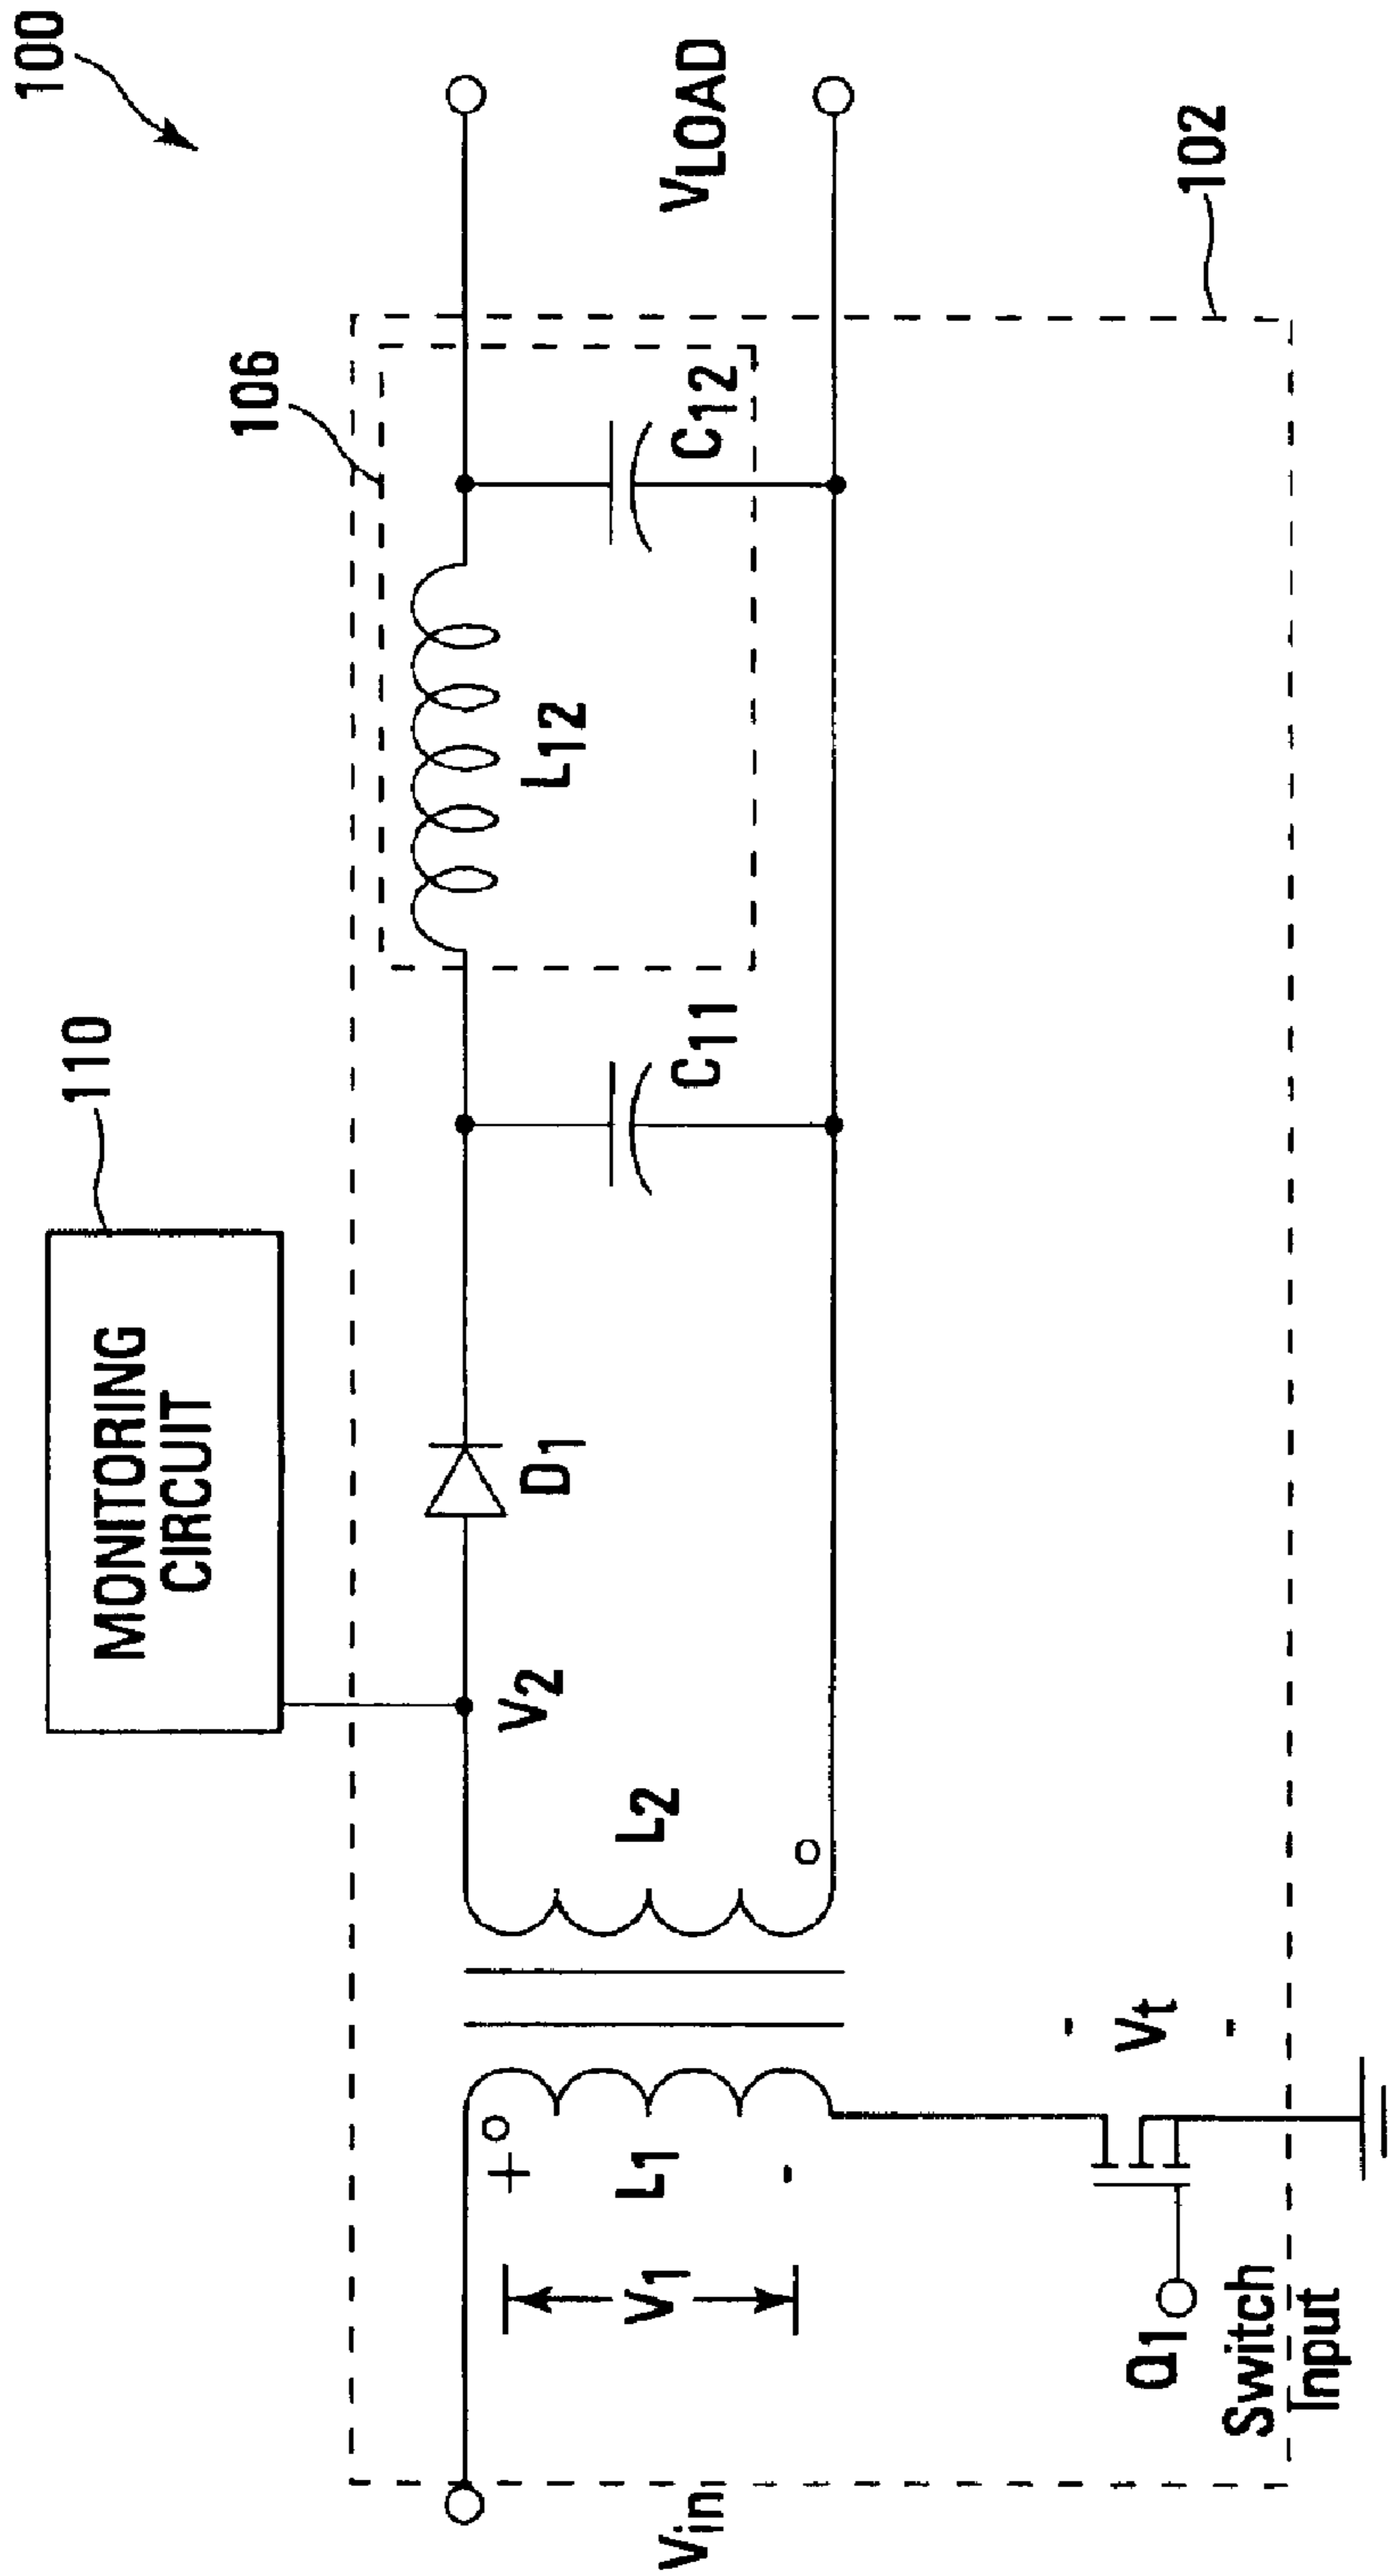 100
110
MONITORING
CIRCUIT
106
102
Vin
V1
+
L1
-
L2
V2
D1
C11
L12
C12
VLOAD
-
Vt
-
Q1
Switch
Input